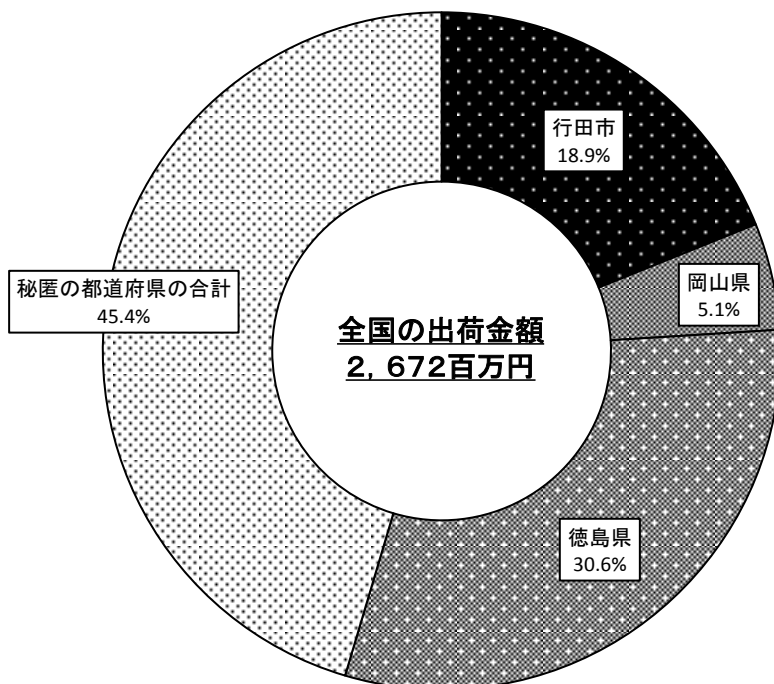 行田市
18.9%
岡山県
5.1%
秘匿の都道府県の合計
45.4%
全国の出荷金額
2,672百万円
徳島県
30.6%